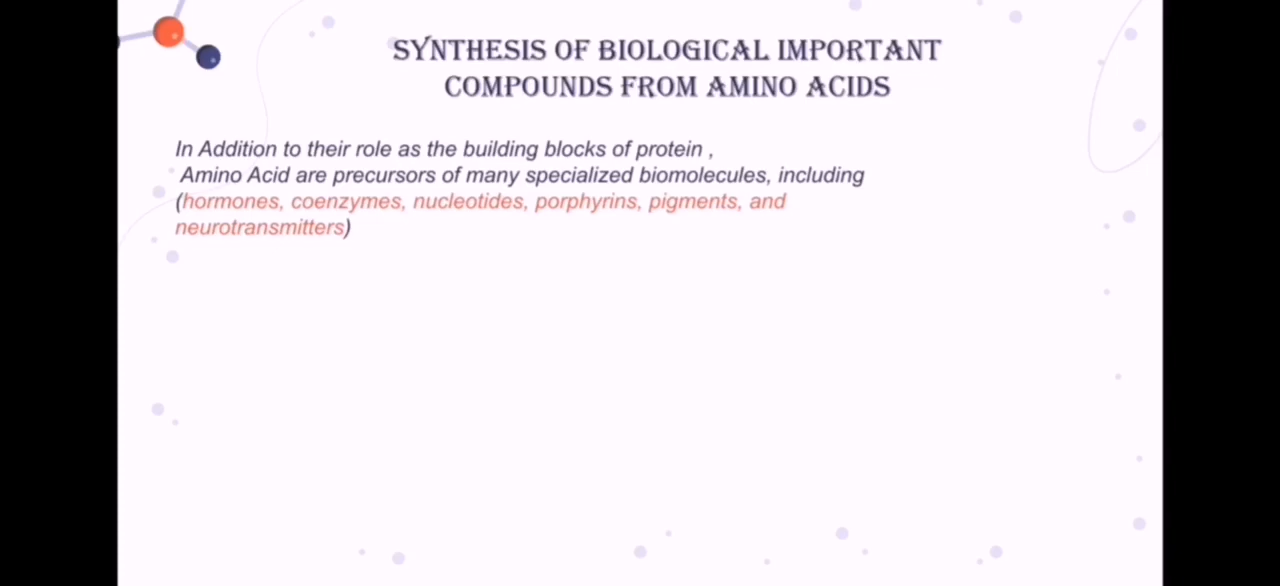 SYNTHESIS OF BIOLOGICAL IMPORTANT
COMPOUNDS FROM AMINO ACIDS
In Addition to their role as the building blocks of protein ,
Amino Acid are precursors of many specialized biomolecules, including
(hormones, coenzymes, nucleotides, porphyrins, pigments, and
neurotransmitters)